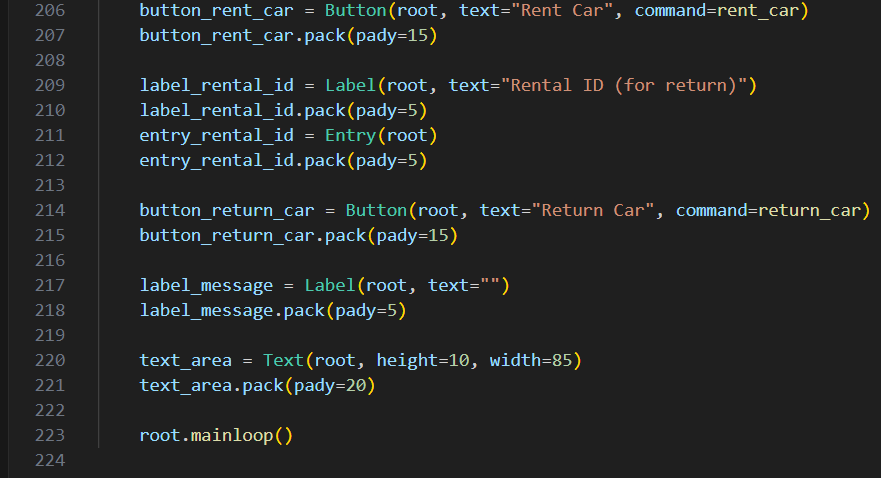 206 button_rent_car = Button(root, text="Rent Car", command=rent_car)
207 button_rent_car.pack(pady=15)
208
209 label_rental_id = Label(root, text="Rental ID (for return)")
210 label_rental_id.pack(pady=5)
211 entry_rental_id = Entry(root)
212 entry_rental_id.pack(pady=5)
213
214 button_return_car = Button(root, text="Return Car", command=return_car)
215 button_return_car.pack(pady=15)
216
217 label_message = Label(root, text="")
218 label_message.pack(pady=5)
219
220 text_area = Text(root, height=10, width=85)
221 text_area.pack(pady=20)
222
223 root.mainloop()
224